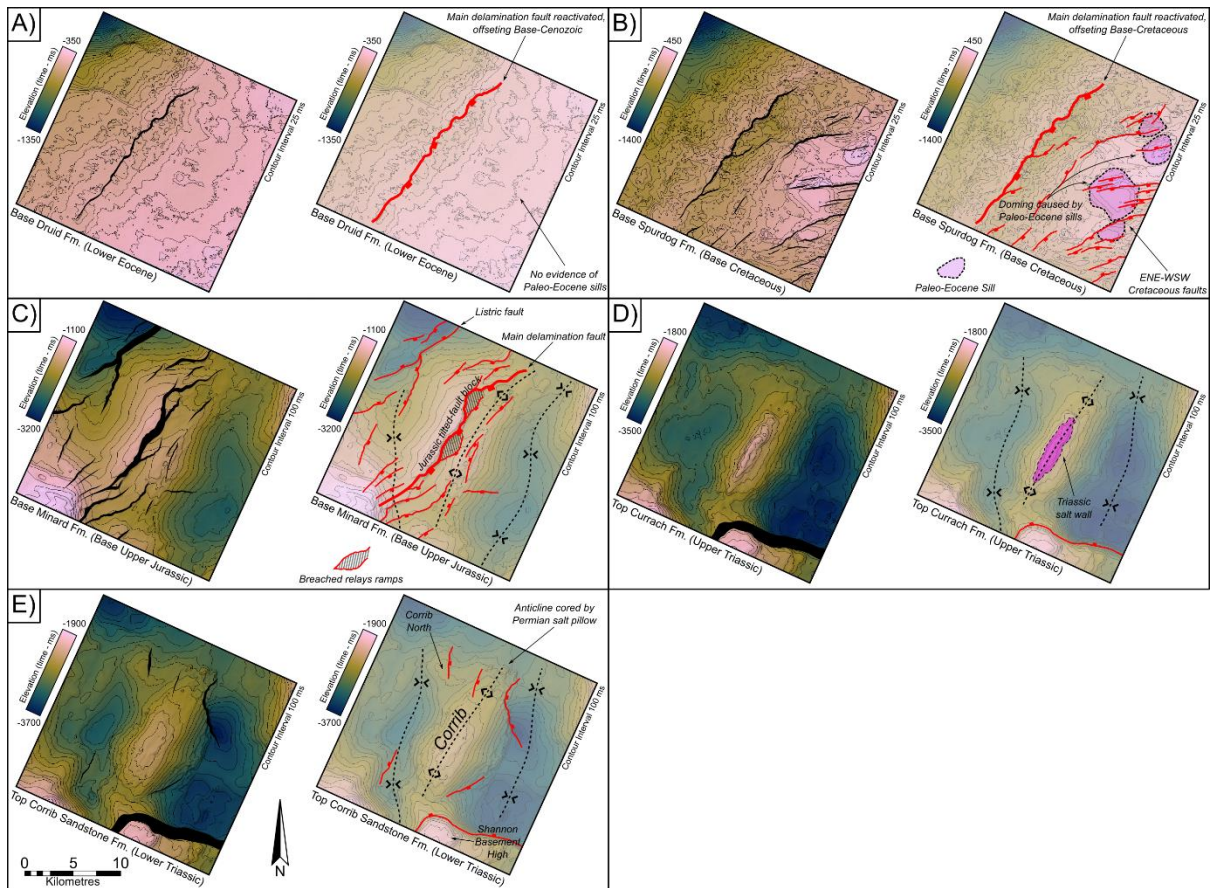 A)
-350
Elevation (time - ms)
-1350
Contour Interval 25 ms
Base Druid Fm. (Lower Eocene)
Main delamination fault reactivated,
offsetting Base-Cenozoic
-350
Elevation (time - ms)
-1350
Contour Interval 25 ms
No evidence of
Paleo-Eocene sills
B)
-450
Elevation (time - ms)
-1400
Contour Interval 25 ms
Base Spurdog Fm. (Base Cretaceous)
Main delamination fault reactivated,
offsetting Base-Cretaceous
-450
Elevation (time - ms)
-1400
Contour Interval 25 ms
Doming caused by
Paleo-Eocene sills
Base Spurdog Fm. (Base Cretaceous)
Paleo-Eocene Sill
ENE-WSW
Cretaceous faults
Base Druid Fm. (Lower Eocene)
C)
-1100
Elevation (time - ms)
-3200
Contour Interval 100 ms
Base Minard Fm. (Base Upper Jurassic)
Listric fault
Main delamination fault
-1100
Elevation (time - ms)
-3200
Jurassic tilted-fault block
Contour Interval 100 ms
Base Minard Fm. (Base Upper Jurassic)
Breached relays ramps
D)
-1800
Elevation (time - ms)
-3500
Contour Interval 100 ms
Top Currach Fm. (Upper Triassic)
-1800
Elevation (time - ms)
-3500
Triassic
salt wall
Contour Interval 100 ms
Top Currach Fm. (Upper Triassic)
E)
-1900
Elevation (time - ms)
-3700
Contour Interval 100 ms
Top Corrib Sandstone Fm. (Lower Triassic)
0 5 10
Kilometres
N
Corrib
North
Anticline cored by
Permian salt pillow
-1900
Elevation (time - ms)
-3700
Corrib
Contour Interval 100 ms
Shannon
Basement
High
Top Corrib Sandstone Fm. (Lower Triassic)